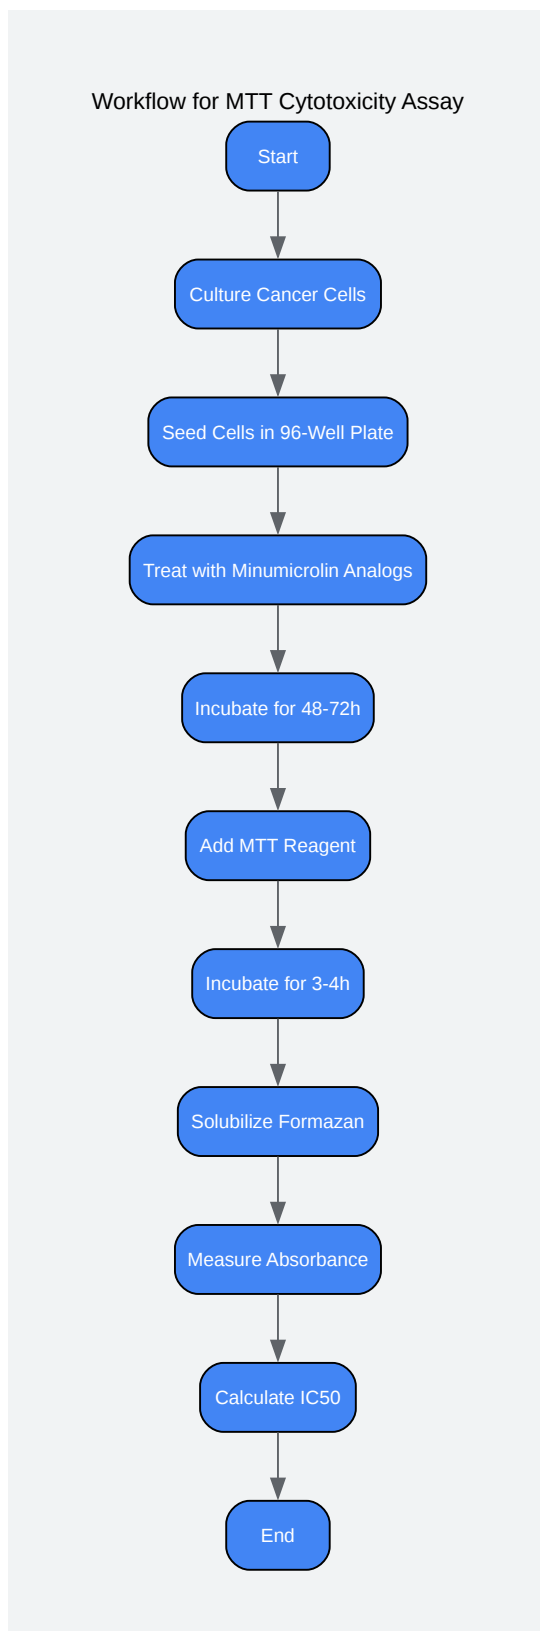 Workflow for MTT Cytotoxicity Assay
Start
Culture Cancer Cells
Seed Cells in 96-Well Plate
Treat with Minumicrolin Analogs
Incubate for 48-72h
Add MTT Reagent
Incubate for 3-4h
Solubilize Formazan
Measure Absorbance
Calculate IC50
End